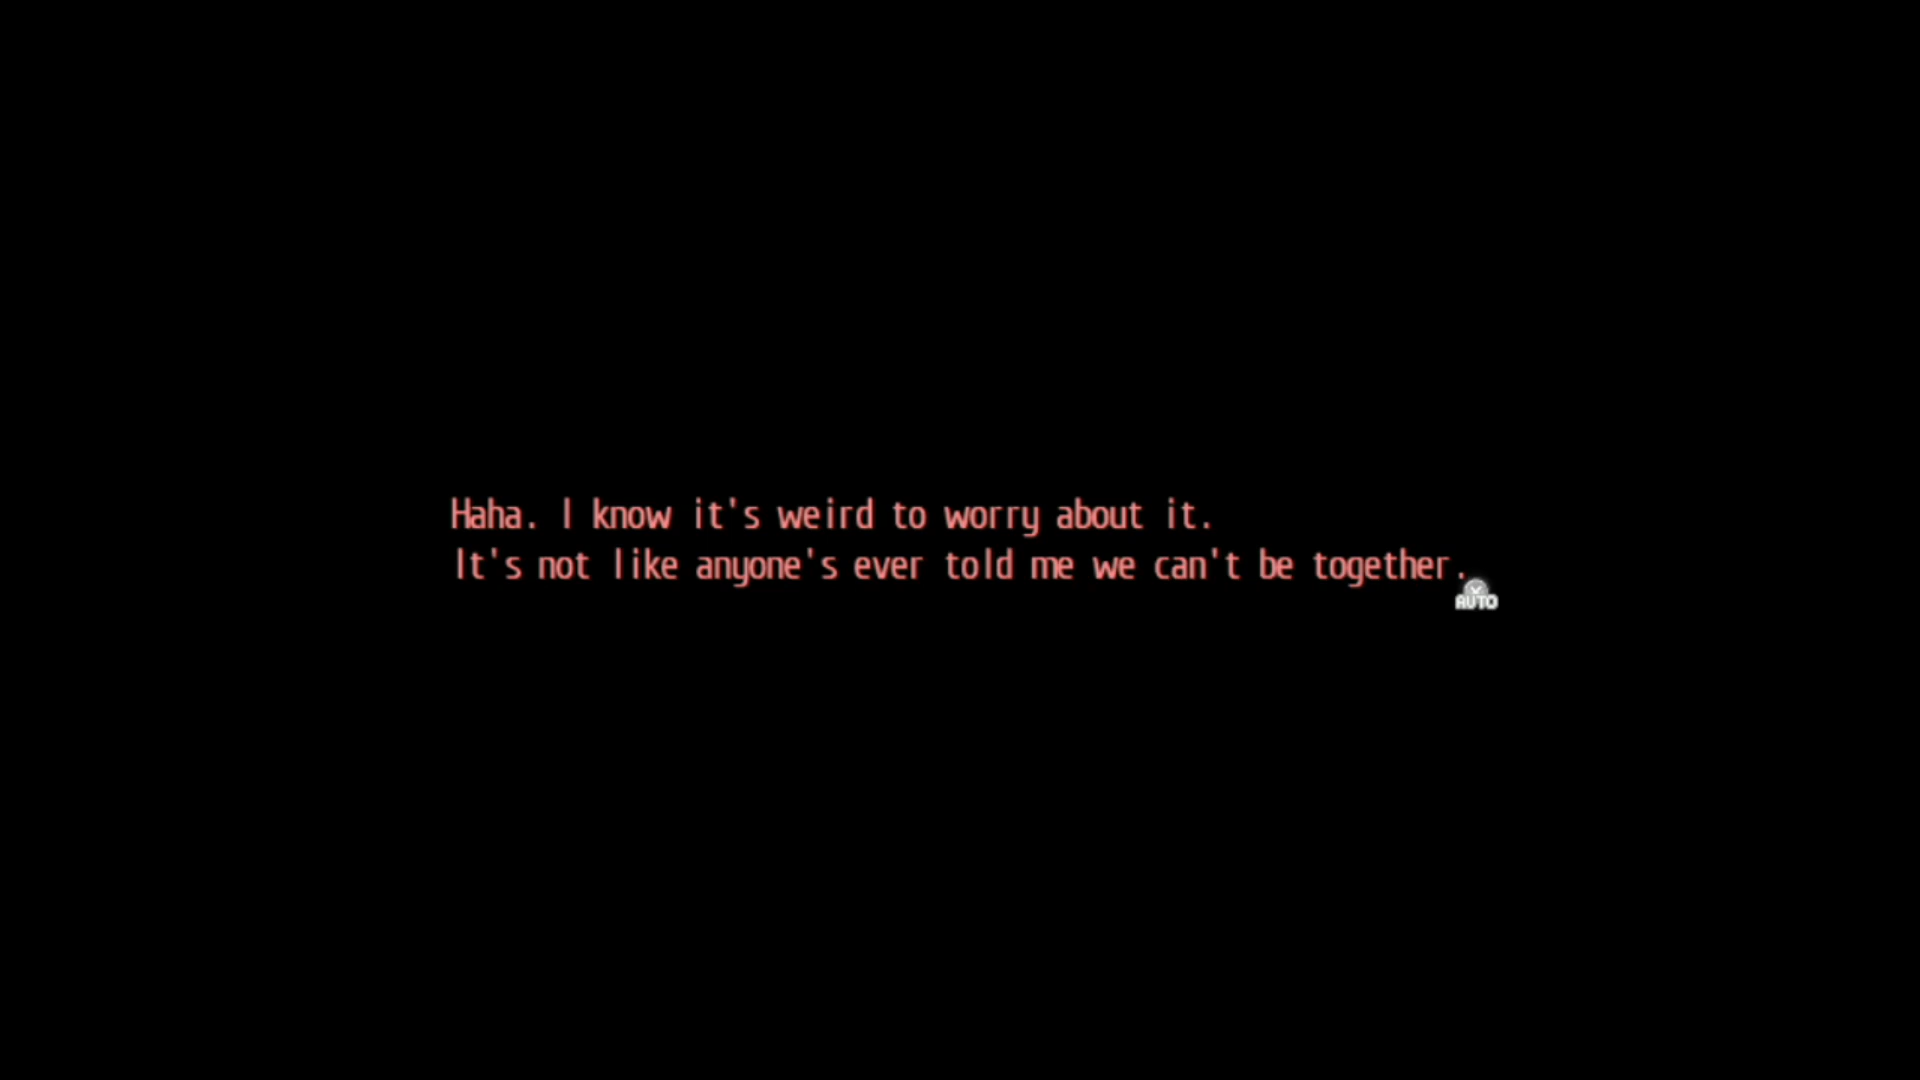 Haha. I know it's weird to worry about it.
It's not like anyone's ever told me we can't be together.
AUTO